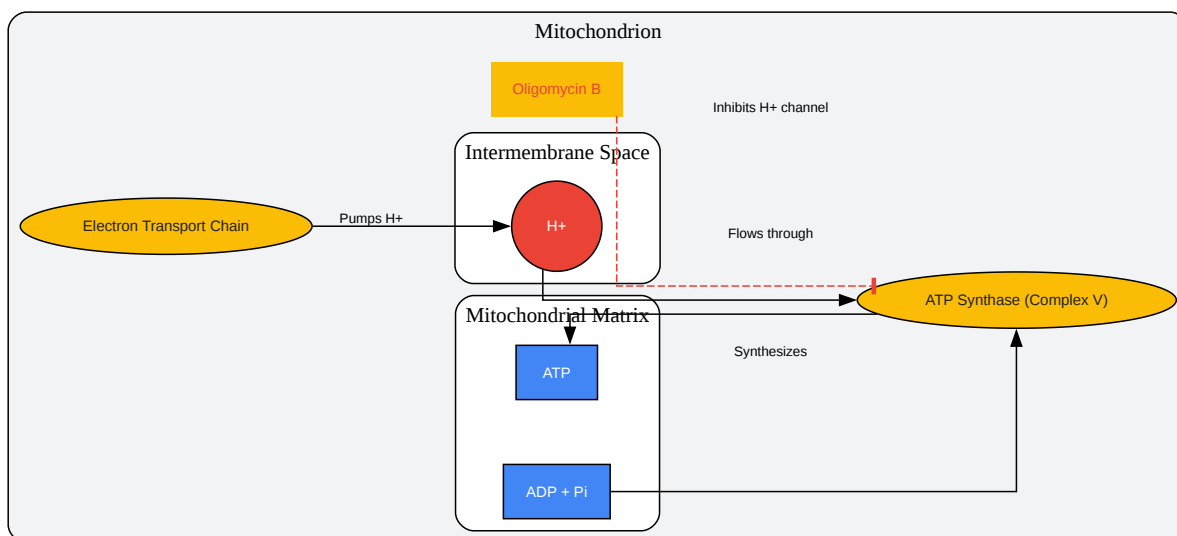 Mitochondrion
Oligomycin B
Inhibits H+ channel
Intermembrane Space
Electron Transport Chain
Pumps H+
H+
Flows through
ATP Synthase (Complex V)
Mitochondrial Matrix
Synthesizes
ATP
ADP + Pi